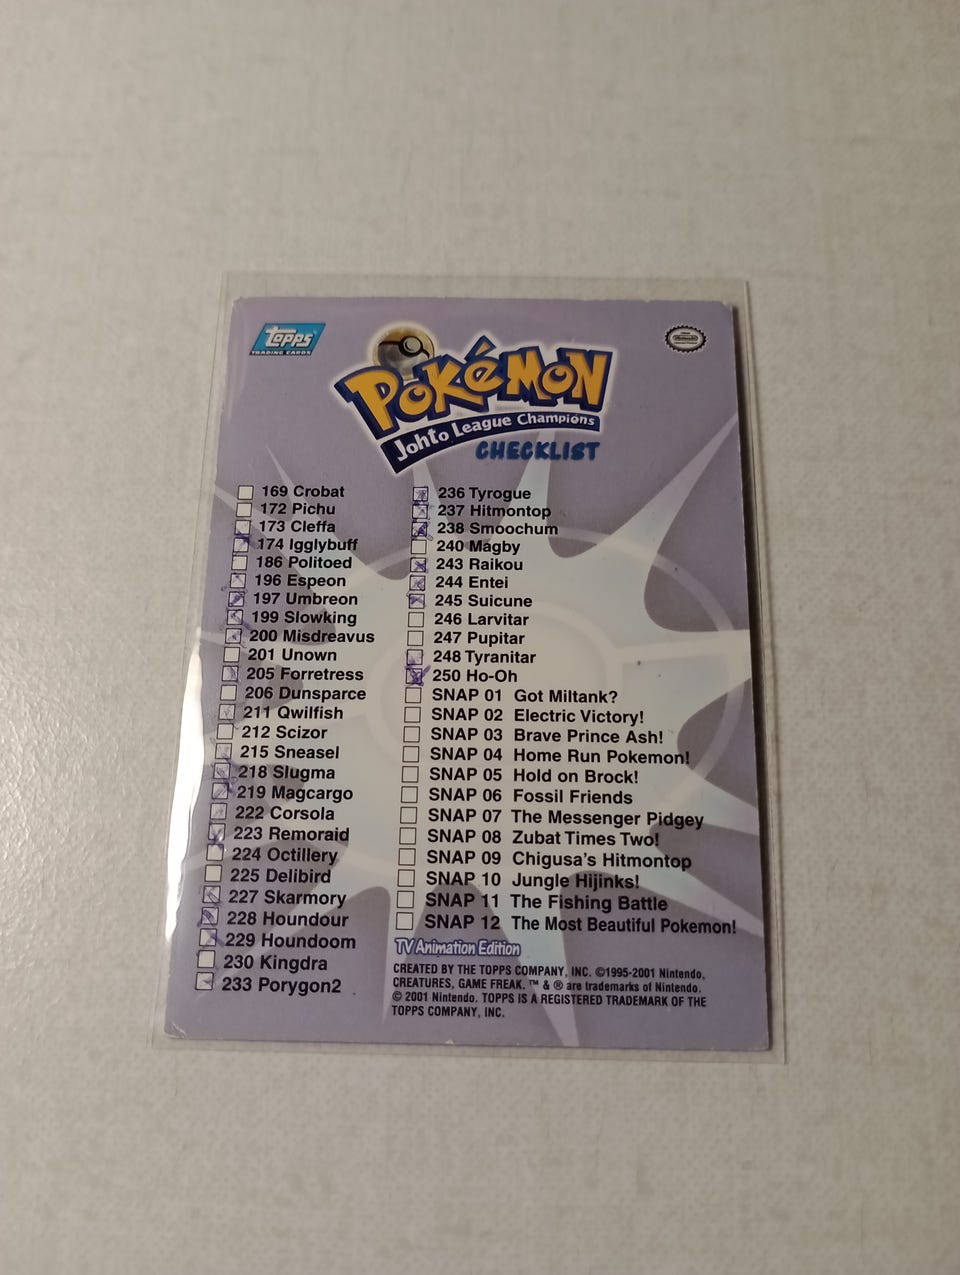 Topps
TRADING CARDS
POKéMON
Johto League Champions
CHECKLIST
169 Crobat
172 Pichu
173 Cleffa
174 Igglybuff
186 Politoed
196 Espeon
197 Umbreon
199 Slowking
200 Misdreavus
201 Unown
205 Forretress
206 Dunsparce
211 Qwilfish
212 Scizor
215 Sneasel
218 Slugma
219 Magcargo
222 Corsola
223 Remoraid
224 Octillery
225 Delibird
227 Skarmory
228 Houndour
229 Houndoom
230 Kingdra
233 Porygon2
236 Tyrogue
237 Hitmontop
238 Smoochum
240 Magby
243 Raikou
244 Entei
245 Suicune
246 Larvitar
247 Pupitar
248 Tyranitar
250 Ho-Oh
SNAP 01 Got Miltank?
SNAP 02 Electric Victory!
SNAP 03 Brave Prince Ash!
SNAP 04 Home Run Pokemon!
SNAP 05 Hold on Brock!
SNAP 06 Fossil Friends
SNAP 07 The Messenger Pidgey
SNAP 08 Zubat Times Two!
SNAP 09 Chigusa's Hitmontop
SNAP 10 Jungle Hijinks!
SNAP 11 The Fishing Battle
SNAP 12 The Most Beautiful Pokemon!
TV Animation Edition
CREATED BY THE TOPPS COMPANY, INC. ©1995-2001 Nintendo,
CREATURES, GAME FREAK. ™ & ® are trademarks of Nintendo.
© 2001 Nintendo. TOPPS IS A REGISTERED TRADEMARK OF THE
TOPPS COMPANY, INC.